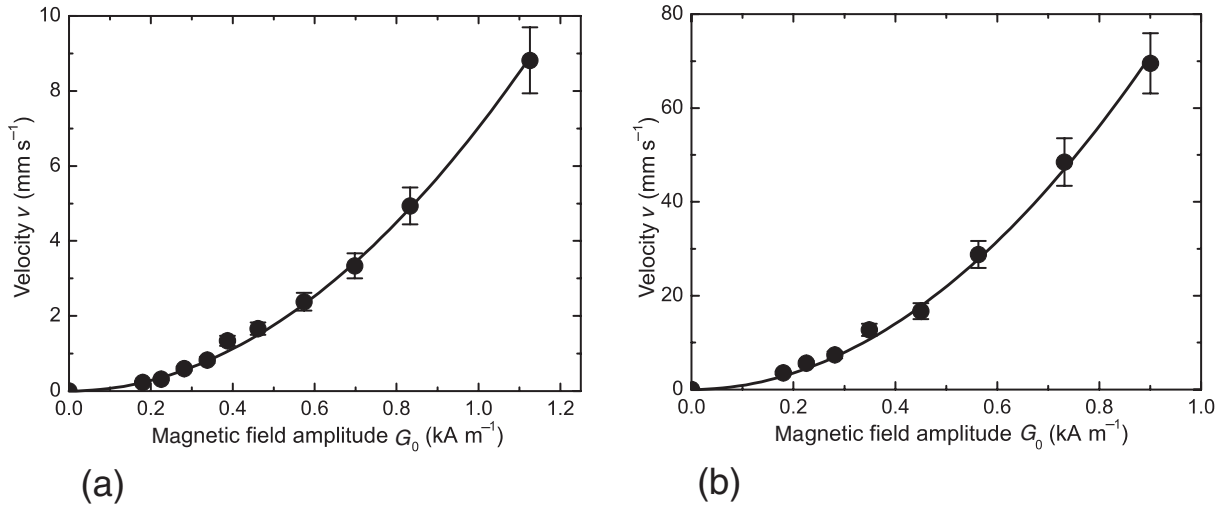 10
8
6
4
2
0
Velocity v (mm s⁻¹)
0.0 0.2 0.4 0.6 0.8 1.0 1.2
Magnetic field amplitude G₀ (kA m⁻¹)
(a)
80
60
40
20
0
Velocity v (mm s⁻¹)
0.0 0.2 0.4 0.6 0.8 1.0
Magnetic field amplitude G₀ (kA m⁻¹)
(b)